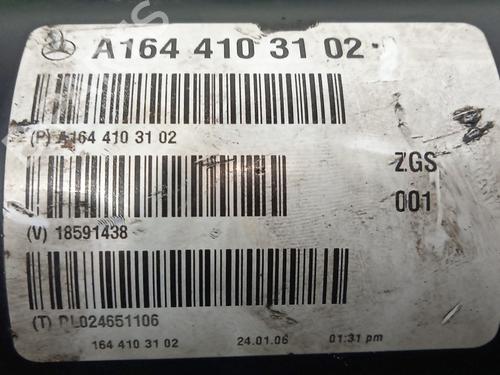 A164 410 31 02
(P) A164 410 31 02
ZGS
001
(V) 18591438
(T) DL024651106
164 410 31 02 24.01.06 01:31 pm